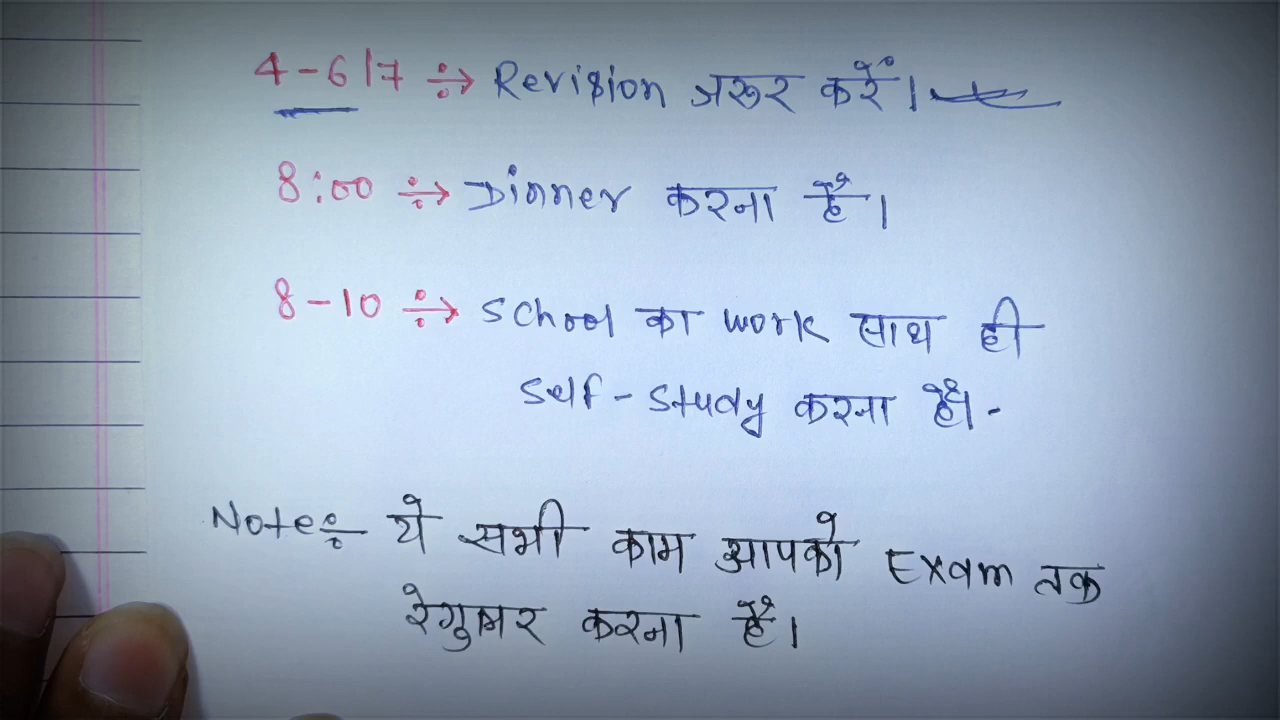 4-6/7 ÷→ Revision जरूर करें।
8:00 ÷→ Dinner करना है।
8-10 ÷→ School का work साथ ही
self-study करना है। -
Note÷ ये सभी काम आपको Exam तक
रेगुलर करना है।